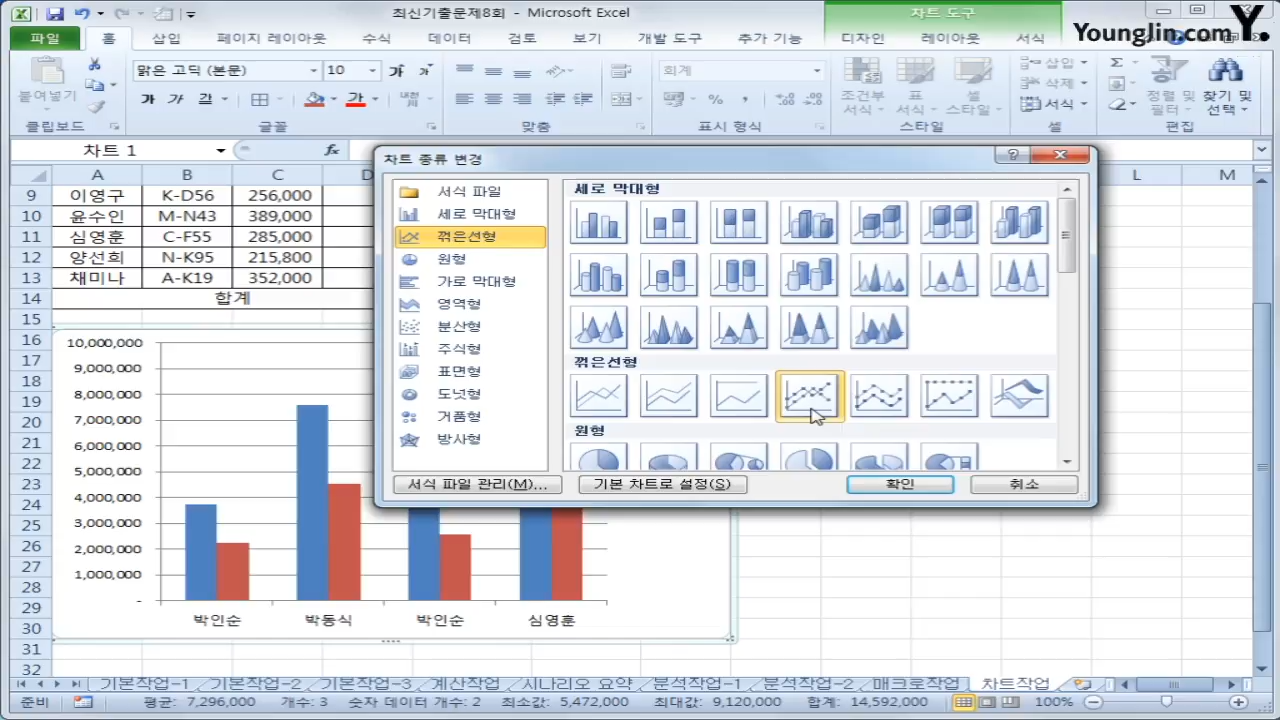 최신기출문제8회 - Microsoft Excel
차트 도구
Younglin.com Y.
파일 홈 삽입 페이지 레이아웃 수식 데이터 검토 보기 개발 도구 추가 기능 디자인 레이아웃 서식
붙여넣기
맑은 고딕 (본문) 10 가 가
가 가 가 가
회계
% ,
조건부 서식 표 서식 셀 스타일
삽입
삭제
서식
Σ
정렬 및 필터 찾기 및 선택
클립보드 글꼴 맞춤 표시 형식 스타일 셀 편집
차트 1 fx
A B C D L M
9 이영구 K-D56 256,000
10 윤수인 M-N43 389,000
11 심영훈 C-F55 285,000
12 양선희 N-K95 215,800
13 채미나 A-K19 352,000
14 합계
15
16
17
18
19
20
21
22
23
24
25
26
27
28
29
30
31
32
10,000,000
9,000,000
8,000,000
7,000,000
6,000,000
5,000,000
4,000,000
3,000,000
2,000,000
1,000,000
-
박인순 박동식 박인순 심영훈
차트 종류 변경
서식 파일
세로 막대형
꺾은선형
원형
가로 막대형
영역형
분산형
주식형
표면형
도넛형
거품형
방사형
세로 막대형
꺾은선형
원형
서식 파일 관리(M)... 기본 차트로 설정(S) 확인 취소
기본작업-1 기본작업-2 기본작업-3 계산작업 시나리오 요약 분석작업-1 분석작업-2 매크로작업 차트작업
준비 평균: 7,296,000 개수: 3 숫자 데이터 개수: 2 최소값: 5,472,000 최대값: 9,120,000 합계: 14,592,000 100%